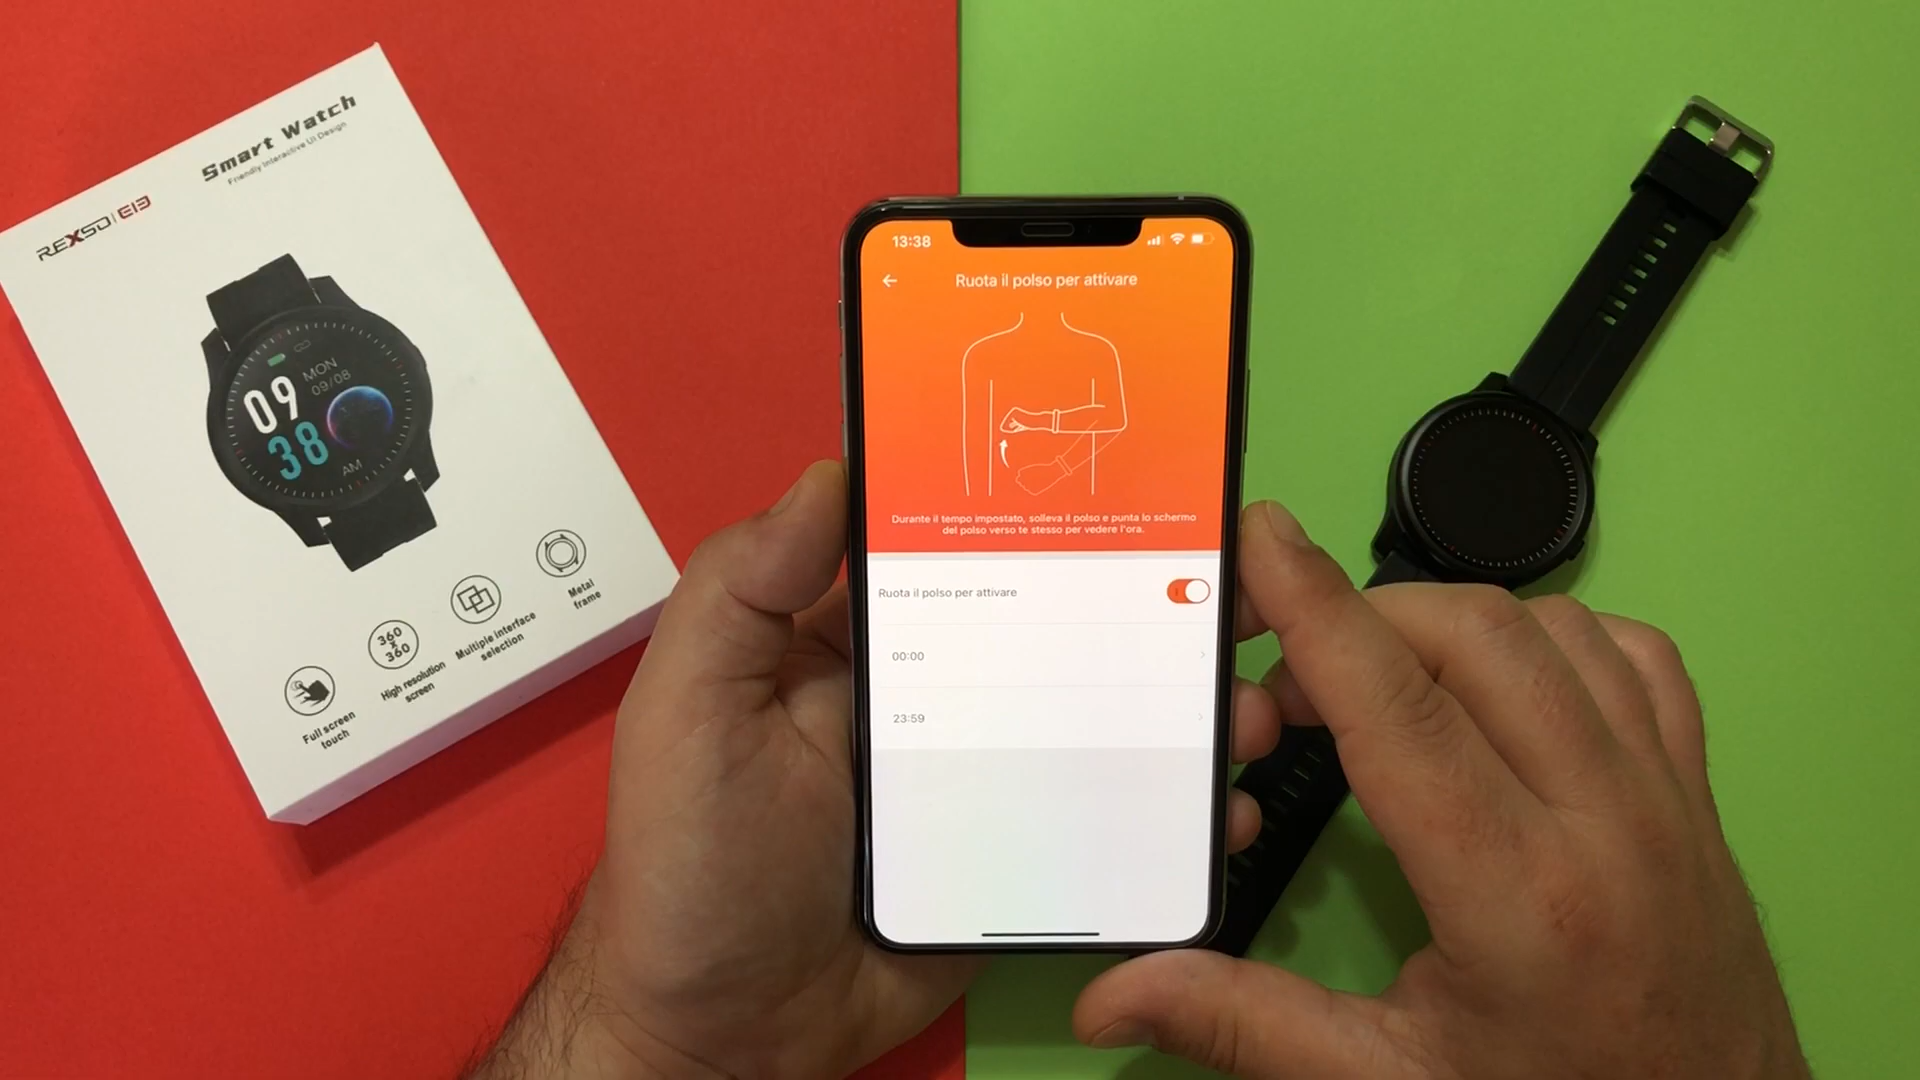 Smart Watch
Friendly Interactive UI Design
REXSO | E13
MON
09/08
09
38
AM
360
x
360
Full screen
touch
High resolution
screen
Multiple interface
selection
Metal
frame
13:38
Ruota il polso per attivare
Durante il tempo impostato, solleva il polso e punta lo schermo
del polso verso te stesso per vedere l'ora.
Ruota il polso per attivare
00:00
23:59